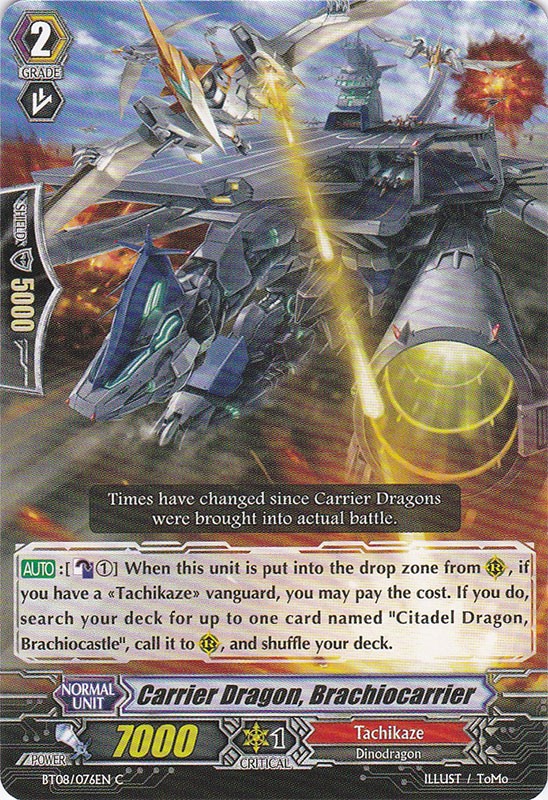 2
GRADE
SHIELD
5000
Times have changed since Carrier Dragons
were brought into actual battle.
AUTO :[ ①] When this unit is put into the drop zone from R, if
you have a «Tachikaze» vanguard, you may pay the cost. If you do,
search your deck for up to one card named "Citadel Dragon,
Brachiocastle", call it to R, and shuffle your deck.
NORMAL
UNIT
Carrier Dragon, Brachiocarrier
POWER
7000
1
CRITICAL
Tachikaze
Dinodragon
BT08/076EN C
ILLUST / ToMo